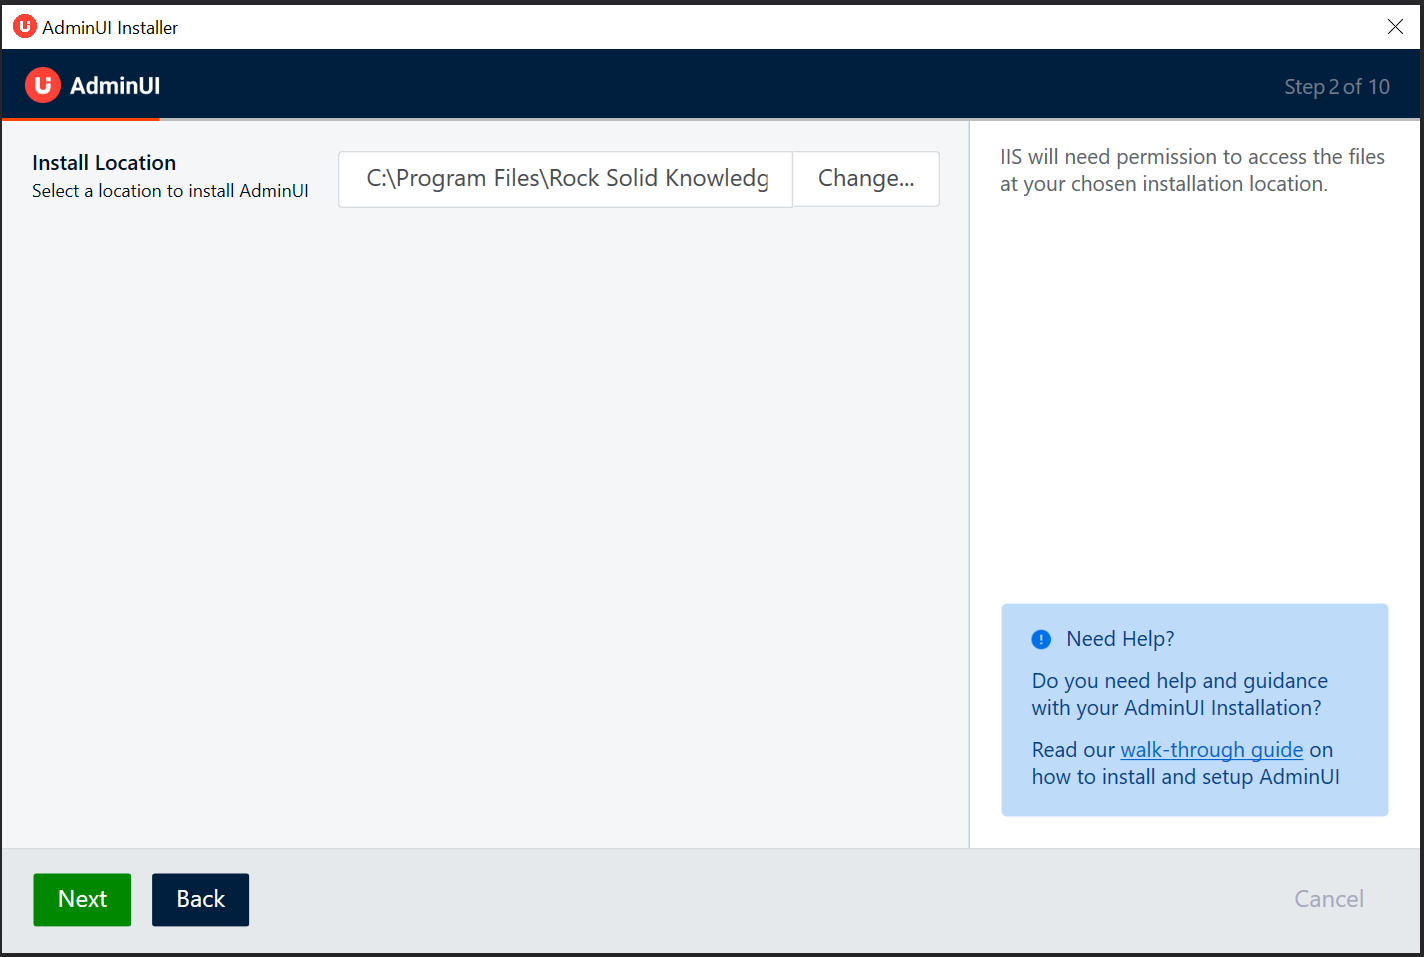 AdminUI Installer
AdminUI
Step 2 of 10
Install Location
Select a location to install AdminUI
C:\Program Files\Rock Solid Knowledg
Change...
IIS will need permission to access the files
at your chosen installation location.
Need Help?
Do you need help and guidance
with your AdminUI Installation?
Read our walk-through guide on
how to install and setup AdminUI
Next
Back
Cancel